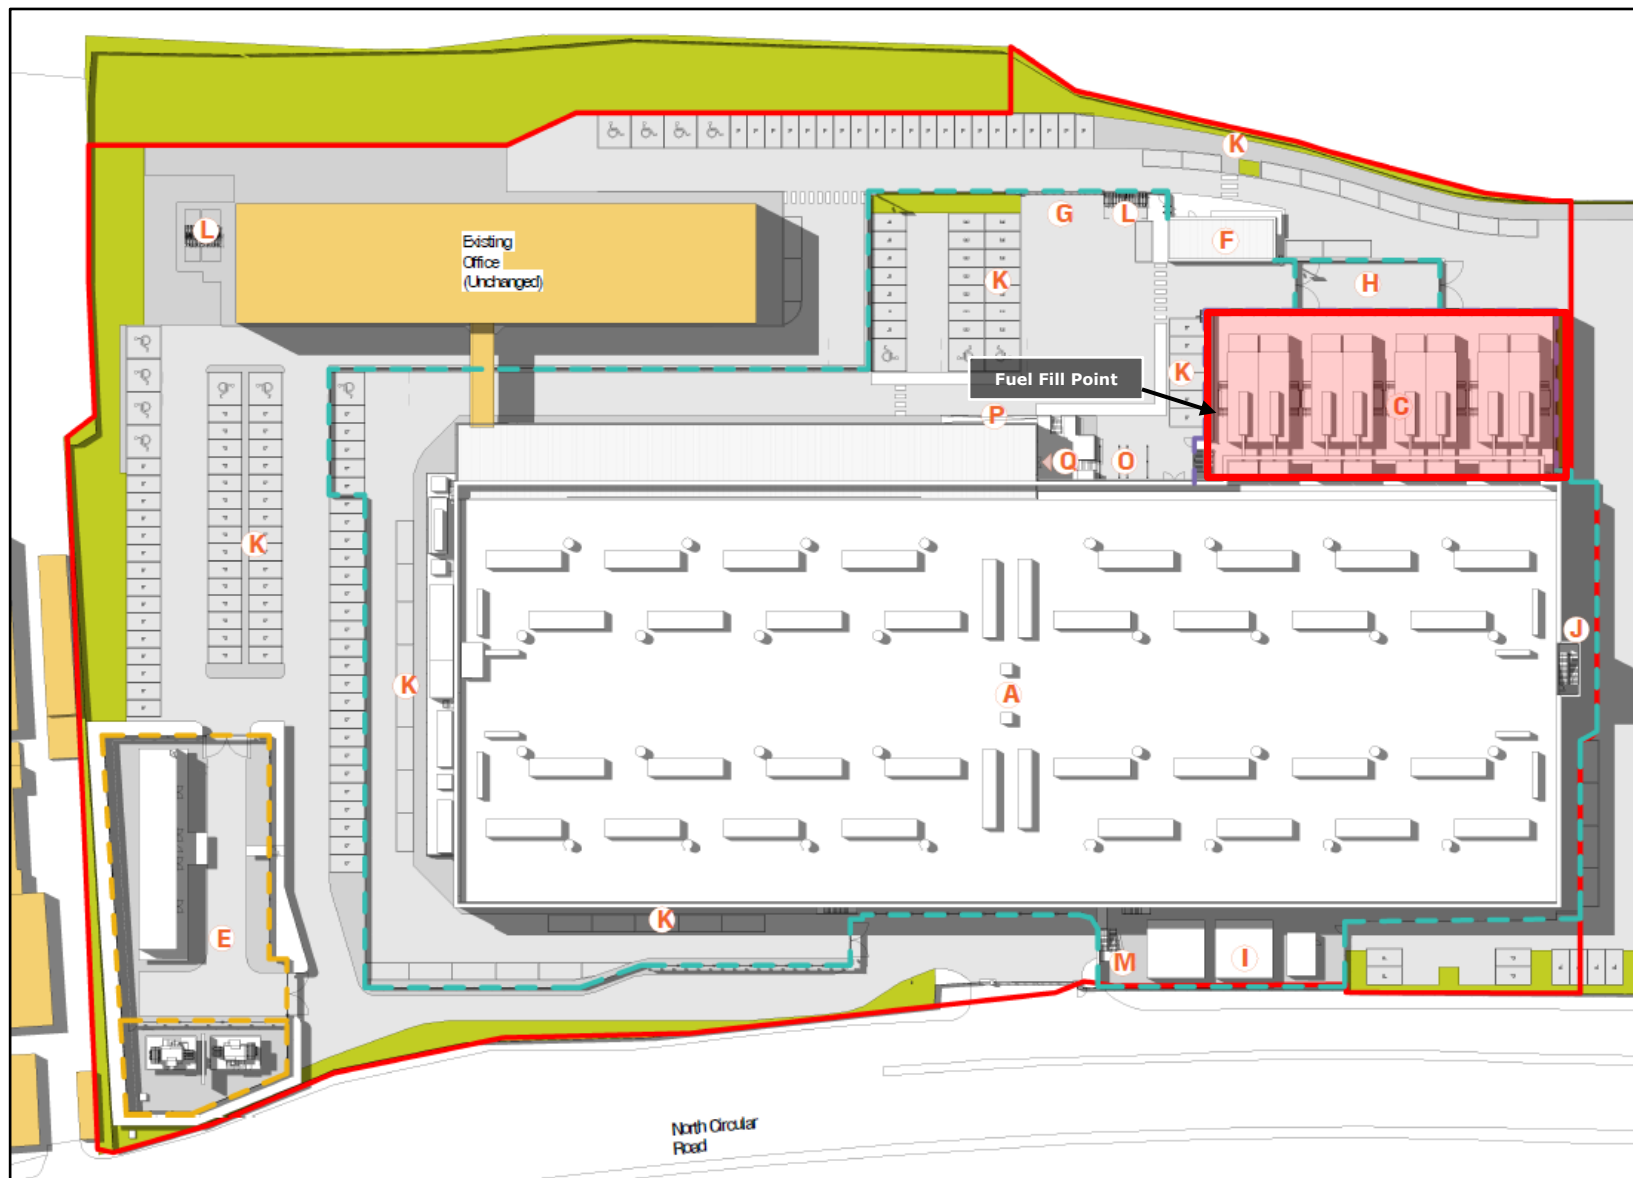 K
G
L
F
L
Existing
Office
(Unchanged)
H
K
Fuel Fill Point
K
C
P
Q
O
K
J
K
A
K
E
M
I
North Circular
Road